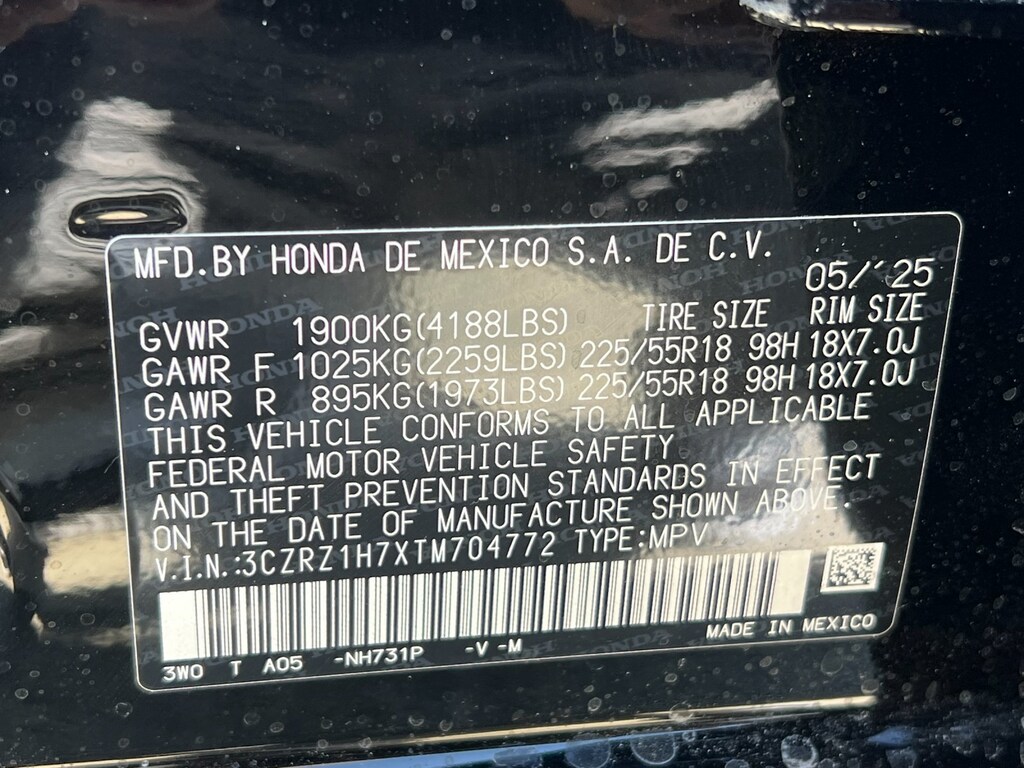 MFD.BY HONDA DE MEXICO S.A. DE C.V.
05/'25
GVWR 1900KG(4188LBS) TIRE SIZE RIM SIZE
GAWR F 1025KG(2259LBS) 225/55R18 98H 18X7.0J
GAWR R 895KG(1973LBS) 225/55R18 98H 18X7.0J
THIS VEHICLE CONFORMS TO ALL APPLICABLE
FEDERAL MOTOR VEHICLE SAFETY
AND THEFT PREVENTION STANDARDS IN EFFECT
ON THE DATE OF MANUFACTURE SHOWN ABOVE.
V.I.N.:3CZRZ1H7XTM704772 TYPE:MPV
MADE IN MEXICO
3W0 T A05 -NH731P -V -M